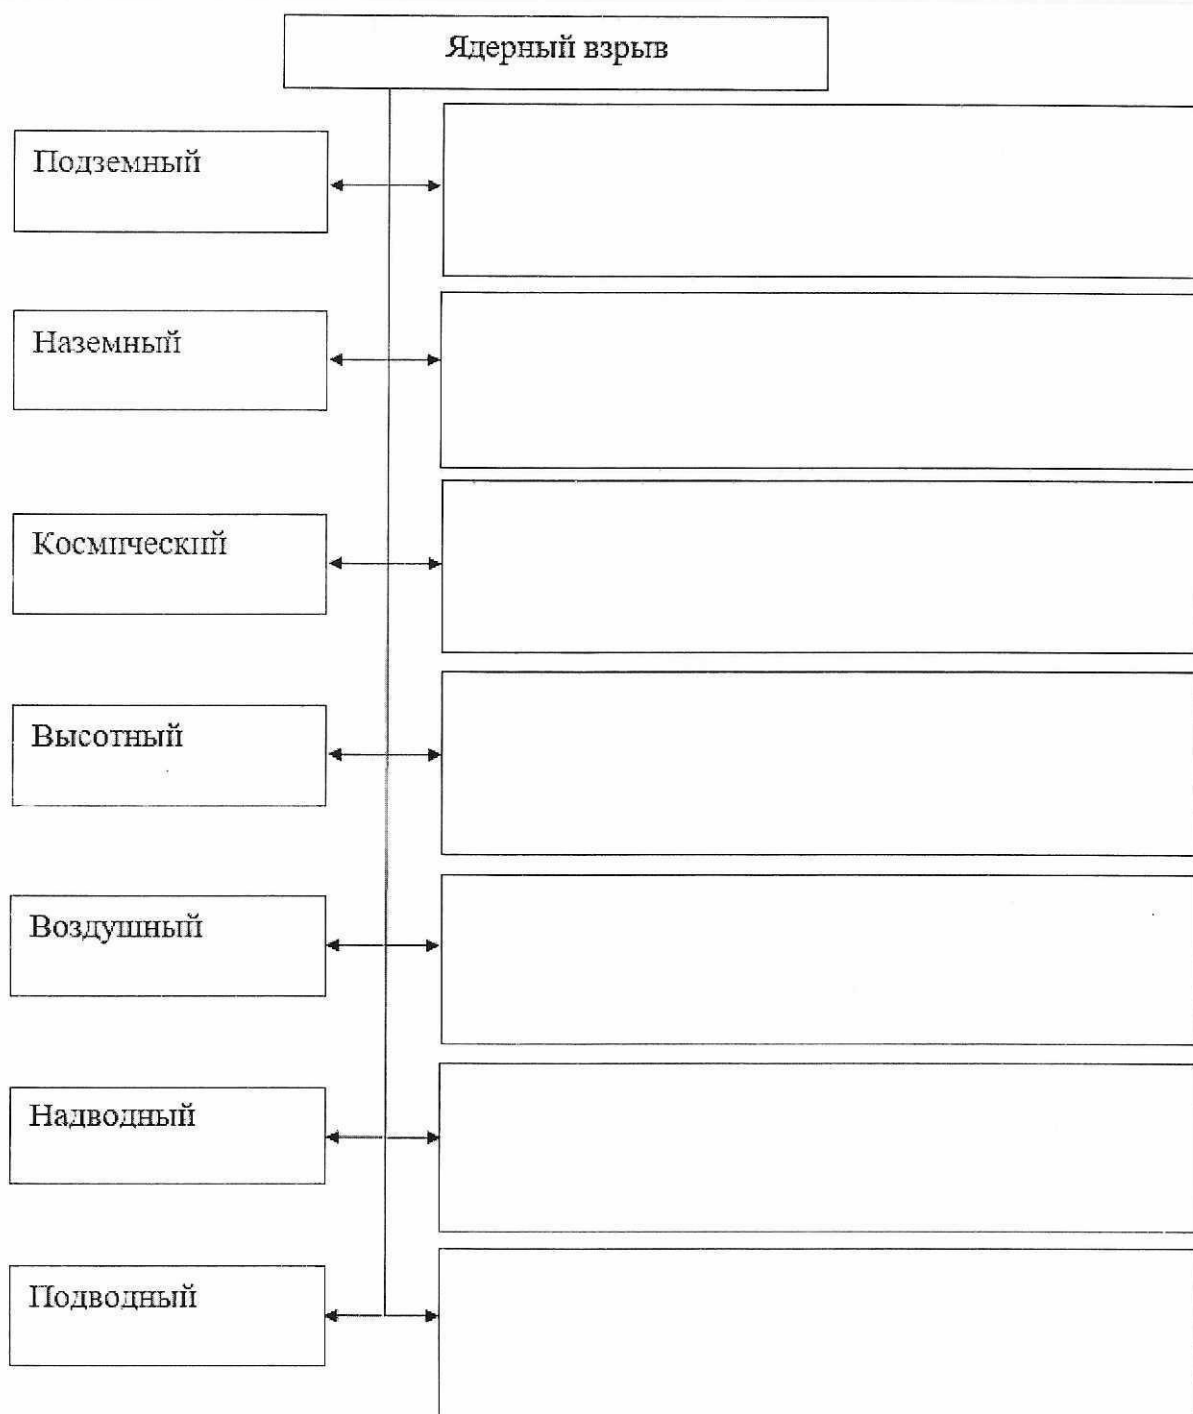 Ядерный взрыв
Подземный
Наземный
Космический
Высотный
Воздушный
Надводный
Подводный